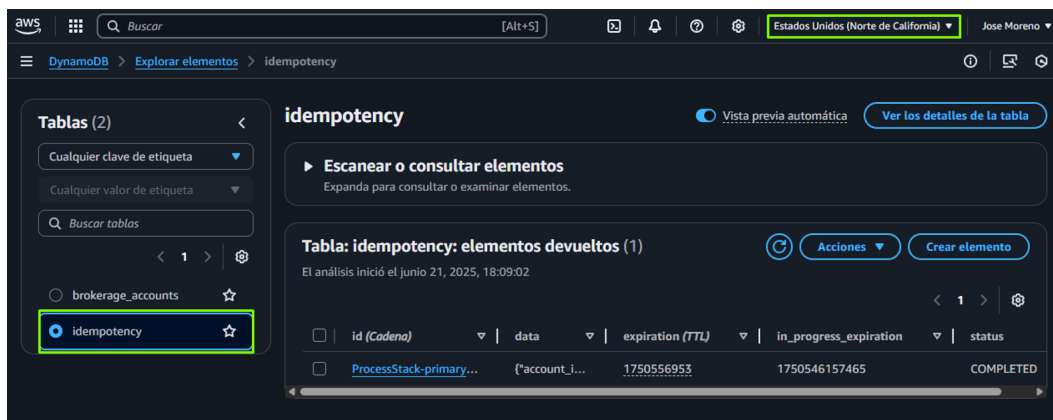 aws Buscar [Alt+S] Estados Unidos (Norte de California) Jose Moreno
DynamoDB > Explorar elementos > idempotency
Tablas (2)
Cualquier clave de etiqueta
Cualquier valor de etiqueta
Buscar tablas
1
brokerage_accounts
idempotency
idempotency Vista previa automática Ver los detalles de la tabla
Escanear o consultar elementos
Expanda para consultar o examinar elementos.
Tabla: idempotency: elementos devueltos (1) Acciones Crear elemento
El análisis inició el junio 21, 2025, 18:09:02
1
id (Cadena) data expiration (TTL) in_progress_expiration status
ProcessStack-primary... {"account_i... 1750556953 1750546157465 COMPLETED